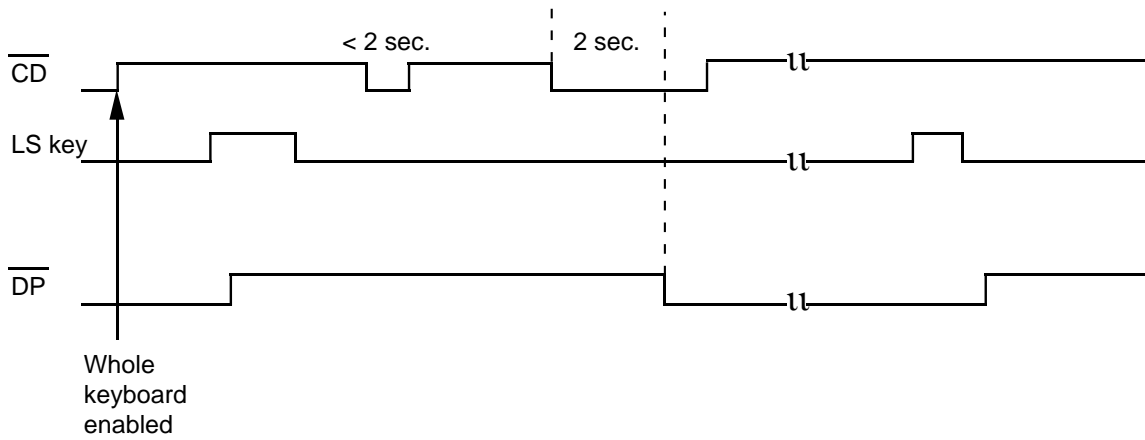 < 2 sec.
2 sec.
CD
LS key
DP
Whole
keyboard
enabled